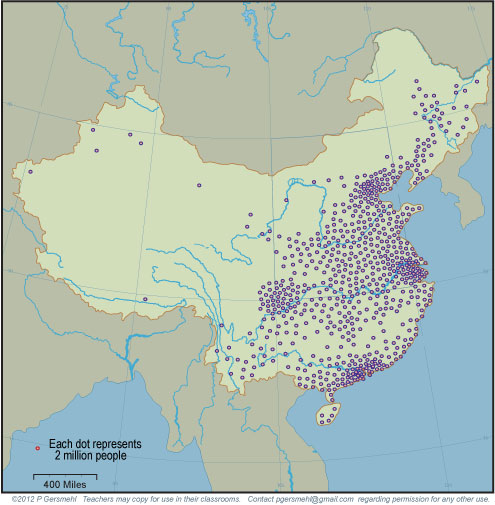 Each dot represents
2 million people
400 Miles
©2012 P Gersmehl   Teachers may copy for use in their classrooms.   Contact pgersmehl@gmail.com  regarding permission for any other use.